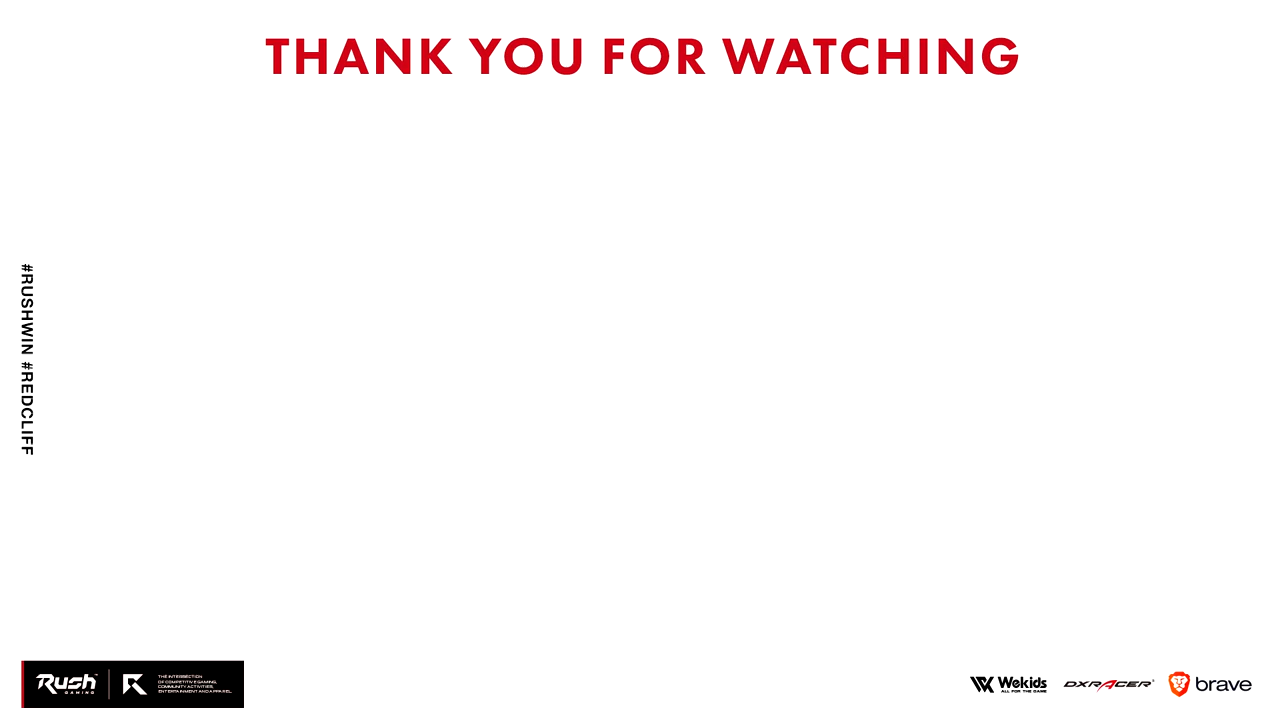 THANK YOU FOR WATCHING
#RUSHWIN #REDCLIFF
Rush
GAMING
THE INTERSECTION
OF COMPETITIVE GAMING,
COMMUNITY ACTIVITIES,
ENTERTAINMENT AND APPAREL.
Wekids
ALL FOR THE GAME
DXRACER
brave